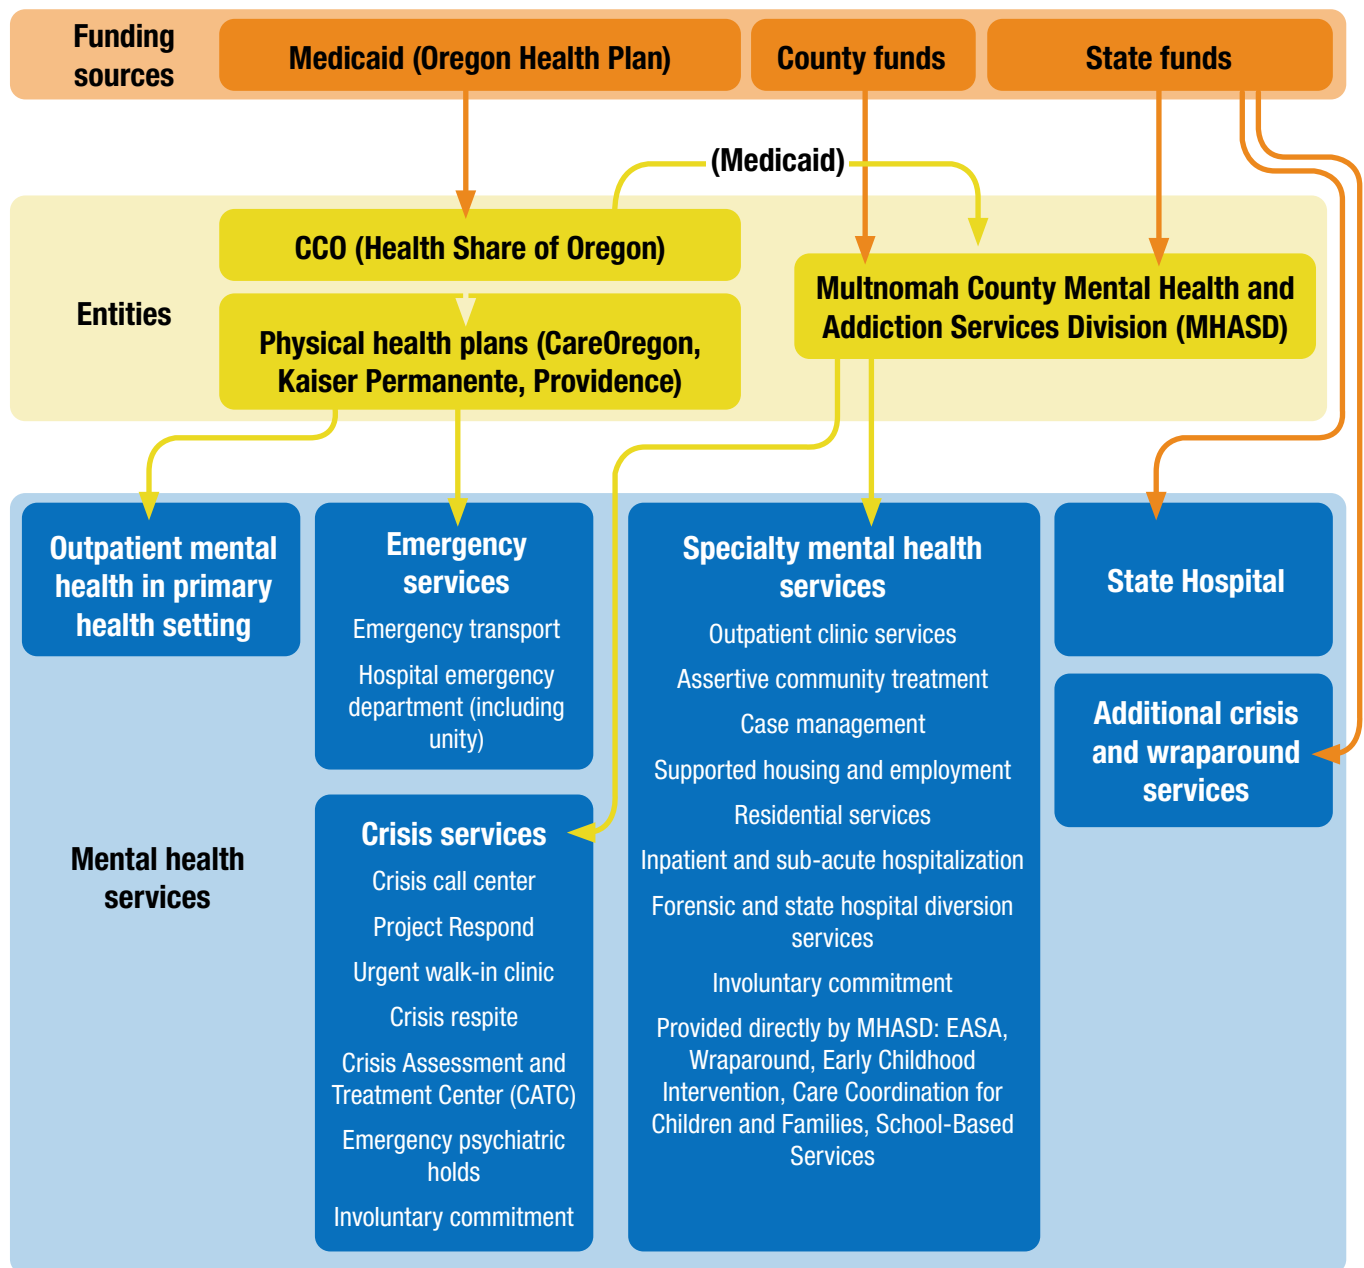 Funding
sources
Medicaid (Oregon Health Plan)
County funds
State funds
(Medicaid)
Entities
CCO (Health Share of Oregon)
Physical health plans (CareOregon,
Kaiser Permanente, Providence)
Multnomah County Mental Health and
Addiction Services Division (MHASD)
Mental health
services
Outpatient mental
health in primary
health setting
Emergency
services
Emergency transport
Hospital emergency
department (including
unity)
Crisis services
Crisis call center
Project Respond
Urgent walk-in clinic
Crisis respite
Crisis Assessment and
Treatment Center (CATC)
Emergency psychiatric
holds
Involuntary commitment
Specialty mental health
services
Outpatient clinic services
Assertive community treatment
Case management
Supported housing and employment
Residential services
Inpatient and sub-acute hospitalization
Forensic and state hospital diversion
services
Involuntary commitment
Provided directly by MHASD: EASA,
Wraparound, Early Childhood
Intervention, Care Coordination for
Children and Families, School-Based
Services
State Hospital
Additional crisis
and wraparound
services